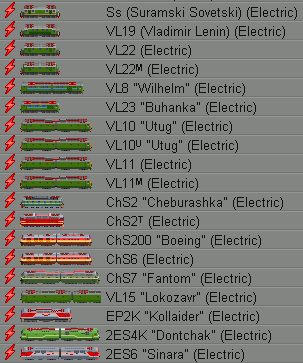 Ss (Suramski Sovetski) (Electric)
VL19 (Vladimir Lenin) (Electric)
VL22 (Electric)
VL22ᴹ (Electric)
VL8 "Wilhelm" (Electric)
VL23 "Buhanka" (Electric)
VL10 "Utug" (Electric)
VL10ᵁ "Utug" (Electric)
VL11 (Electric)
VL11ᴹ (Electric)
ChS2 "Cheburashka" (Electric)
ChS2ᵀ (Electric)
ChS200 "Boeing" (Electric)
ChS6 (Electric)
ChS7 "Fantom" (Electric)
VL15 "Lokozavr" (Electric)
EP2K "Kollaider" (Electric)
2ES4K "Dontchak" (Electric)
2ES6 "Sinara" (Electric)